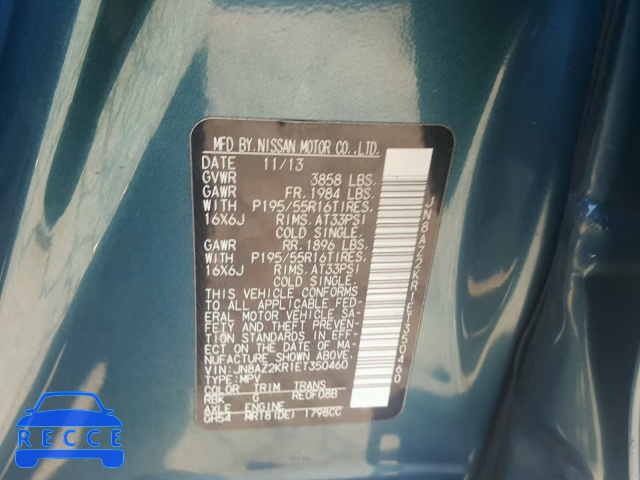 MFD BY. NISSAN MOTOR CO., LTD.
DATE 11/13
GVWR 3858 LBS.
GAWR FR. 1984 LBS.
WITH P195/55R16TIRES.
16X6J RIMS. AT33PSI
COLD SINGLE.
GAWR RR. 1896 LBS.
WITH P195/55R16TIRES.
16X6J RIMS. AT33PSI
COLD SINGLE.
THIS VEHICLE CONFORMS
TO ALL APPLICABLE FED-
ERAL MOTOR VEHICLE SA-
FETY AND THEFT PREVEN-
TION STANDARDS IN EFF-
ECT ON THE DATE OF MA-
NUFACTURE SHOWN ABOVE.
VIN: JN8AZ2KR1ET350460
TYPE: MPV
COLOR TRIM TRANS
RBK G RE0F08B
AXLE ENGINE
GH54 MRT8(DE) 1798CC
JN8AZ2KR1ET350460
RECCE